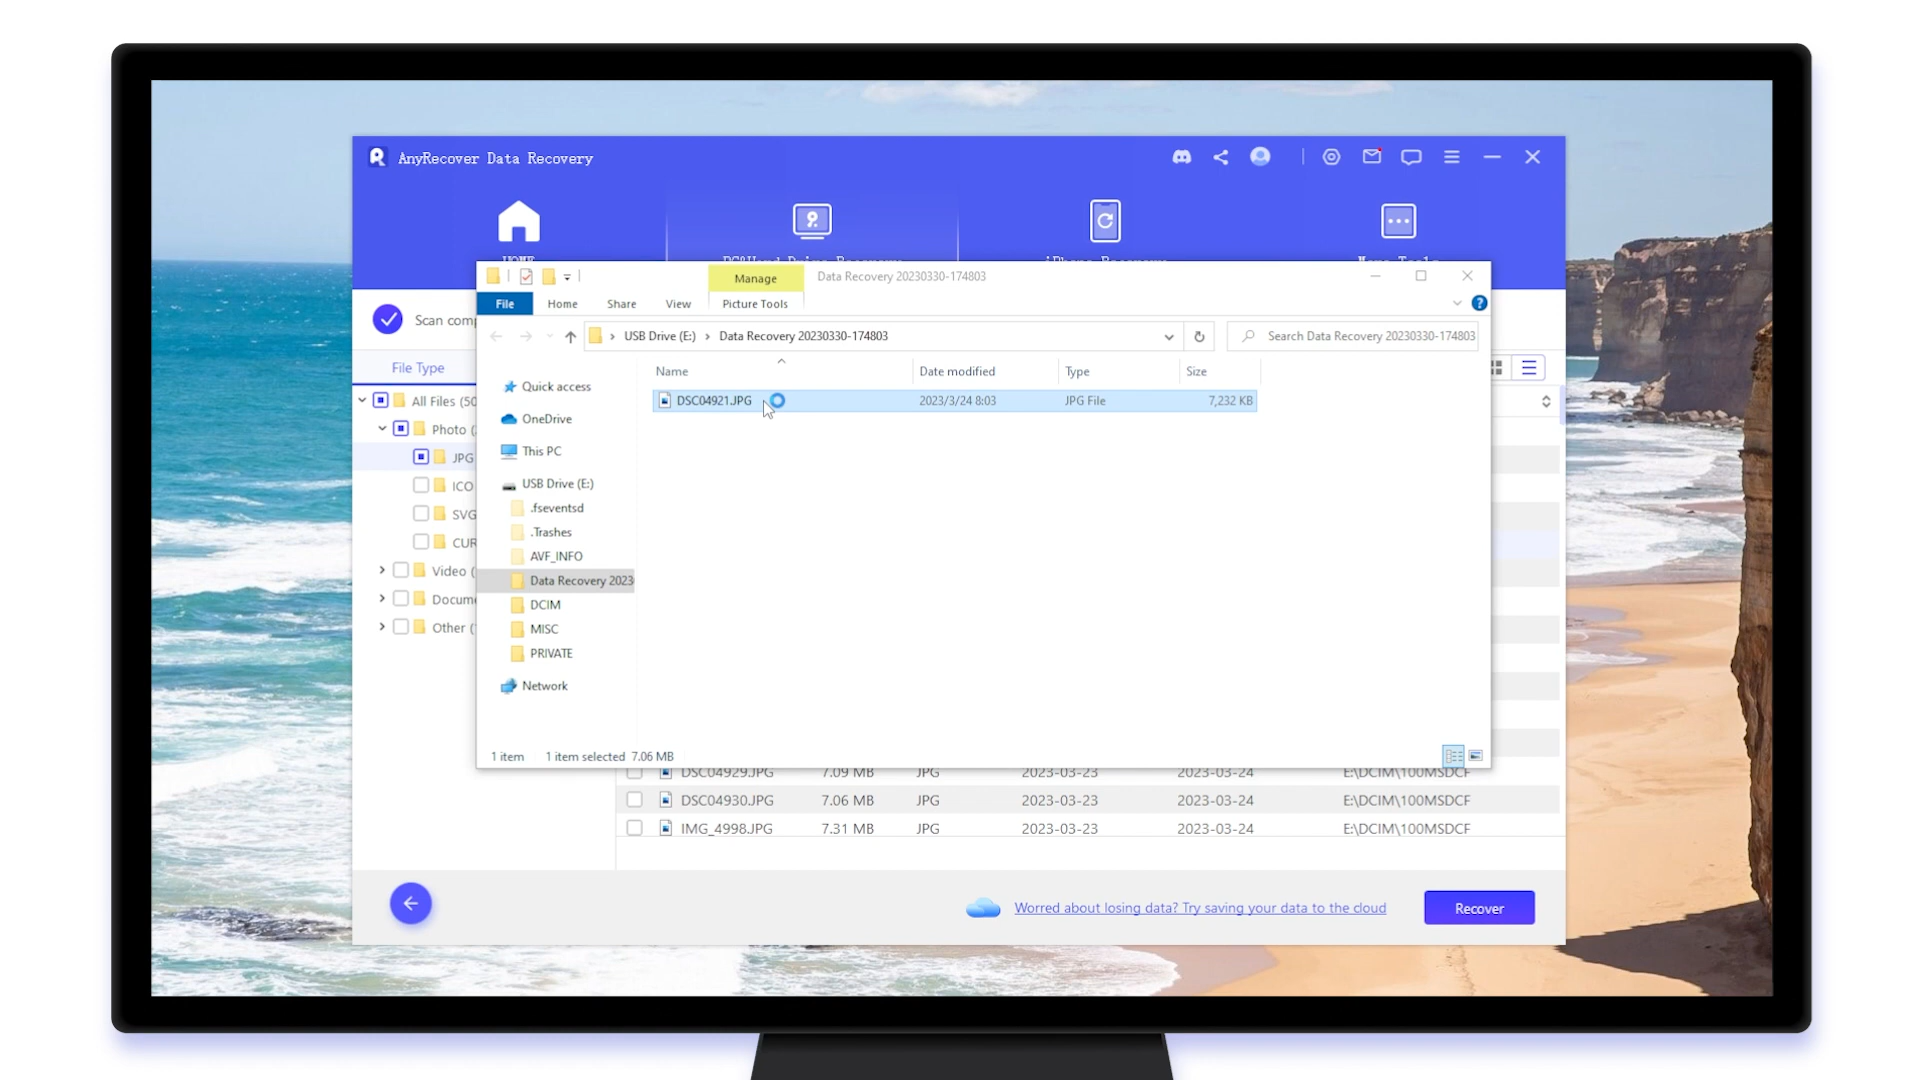 AnyRecover Data Recovery
Manage
Data Recovery 20230330-174803
File
Home
Share
View
Picture Tools
Scan com
USB Drive (E:)
Data Recovery 20230330-174803
Search Data Recovery 20230330-174803
File Type
Name
Date modified
Type
Size
All Files (50
Photo (
JPG
ICO
SVG
CUR
Video (
Docume
Other (
Quick access
OneDrive
This PC
USB Drive (E:)
.fseventsd
.Trashes
AVF_INFO
Data Recovery 2023
DCIM
MISC
PRIVATE
Network
DSC04921.JPG
2023/3/24 8:03
JPG File
7,232 KB
1 item
1 item selected 7.06 MB
DSC04929.JPG 7.09 MB JPG 2023-03-23 2023-03-24 E:\DCIM\100MSDCF
DSC04930.JPG 7.06 MB JPG 2023-03-23 2023-03-24 E:\DCIM\100MSDCF
IMG_4998.JPG 7.31 MB JPG 2023-03-23 2023-03-24 E:\DCIM\100MSDCF
Worred about losing data? Try saving your data to the cloud
Recover